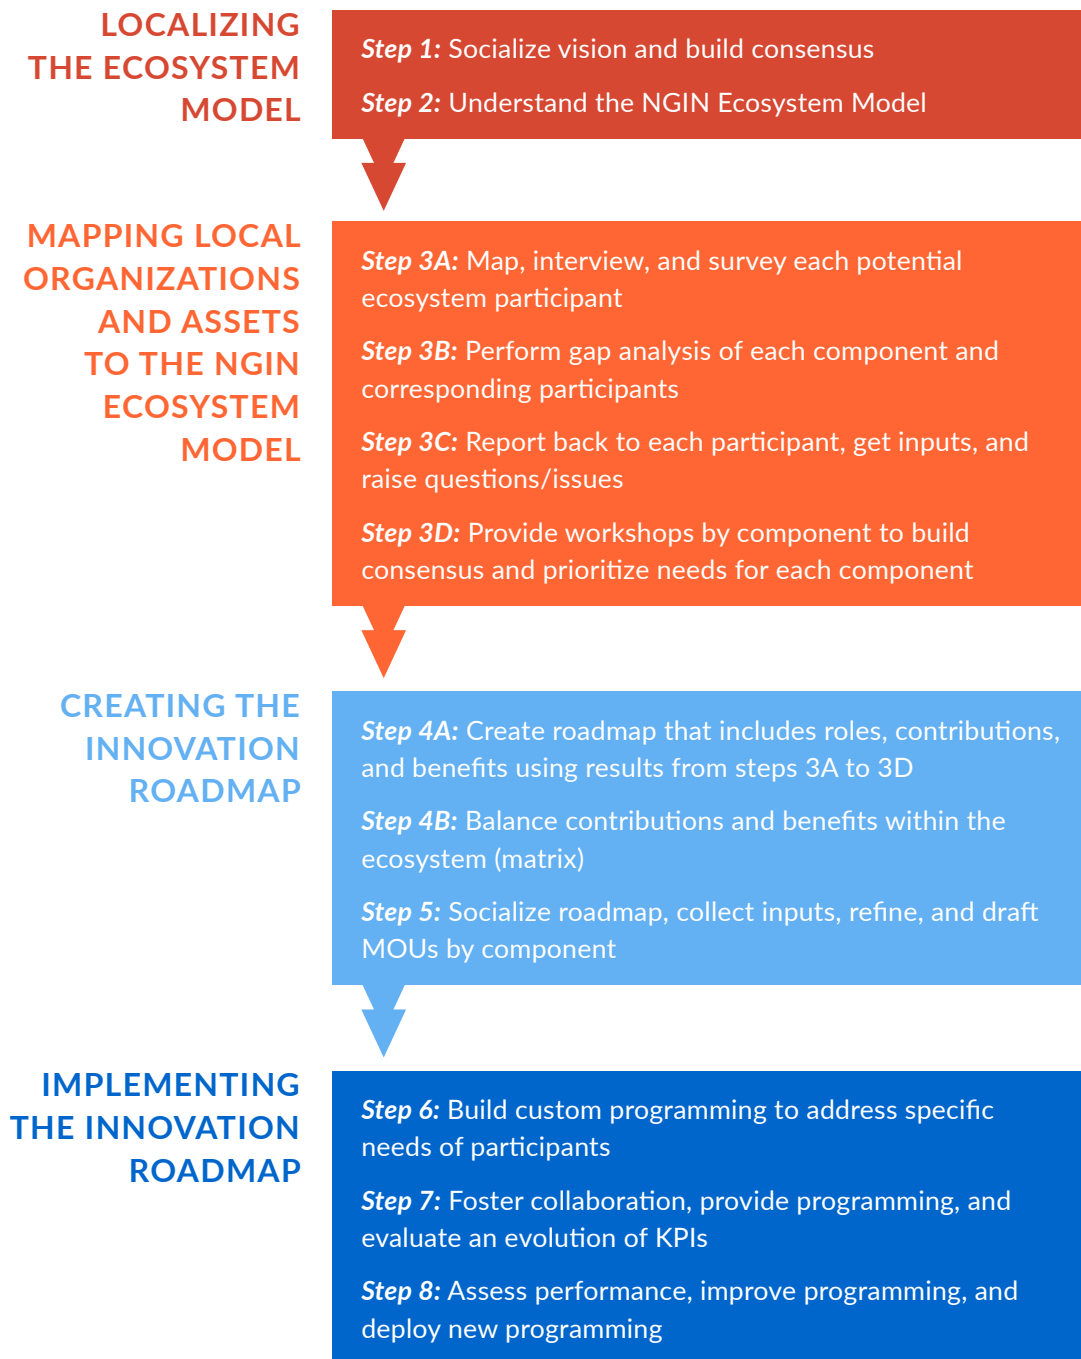 LOCALIZING
THE ECOSYSTEM
MODEL
Step 1: Socialize vision and build consensus
Step 2: Understand the NGIN Ecosystem Model
MAPPING LOCAL
ORGANIZATIONS
AND ASSETS
TO THE NGIN
ECOSYSTEM
MODEL
Step 3A: Map, interview, and survey each potential
ecosystem participant
Step 3B: Perform gap analysis of each component and
corresponding participants
Step 3C: Report back to each participant, get inputs, and
raise questions/issues
Step 3D: Provide workshops by component to build
consensus and prioritize needs for each component
CREATING THE
INNOVATION
ROADMAP
Step 4A: Create roadmap that includes roles, contributions,
and benefits using results from steps 3A to 3D
Step 4B: Balance contributions and benefits within the
ecosystem (matrix)
Step 5: Socialize roadmap, collect inputs, refine, and draft
MOUs by component
IMPLEMENTING
THE INNOVATION
ROADMAP
Step 6: Build custom programming to address specific
needs of participants
Step 7: Foster collaboration, provide programming, and
evaluate an evolution of KPIs
Step 8: Assess performance, improve programming, and
deploy new programming